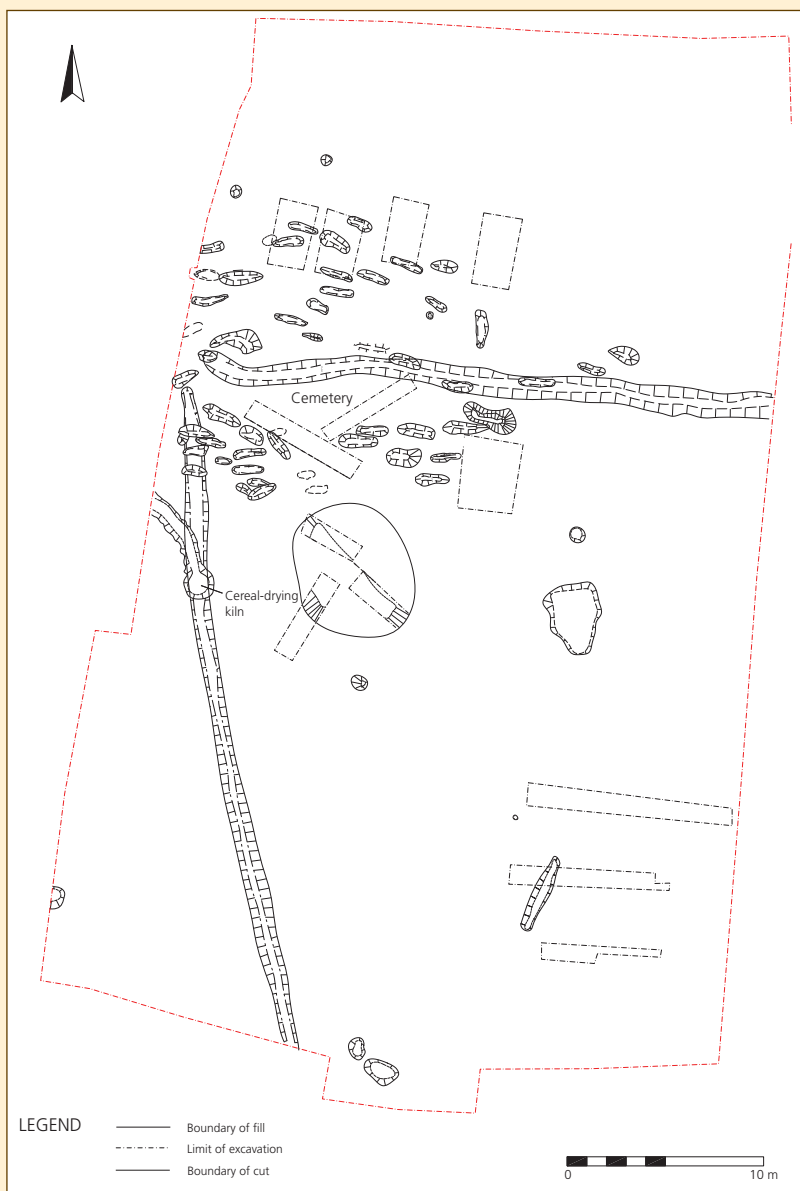 Cemetery
Cereal-drying
kiln
LEGEND
Boundary of fill
Limit of excavation
Boundary of cut
0 10 m